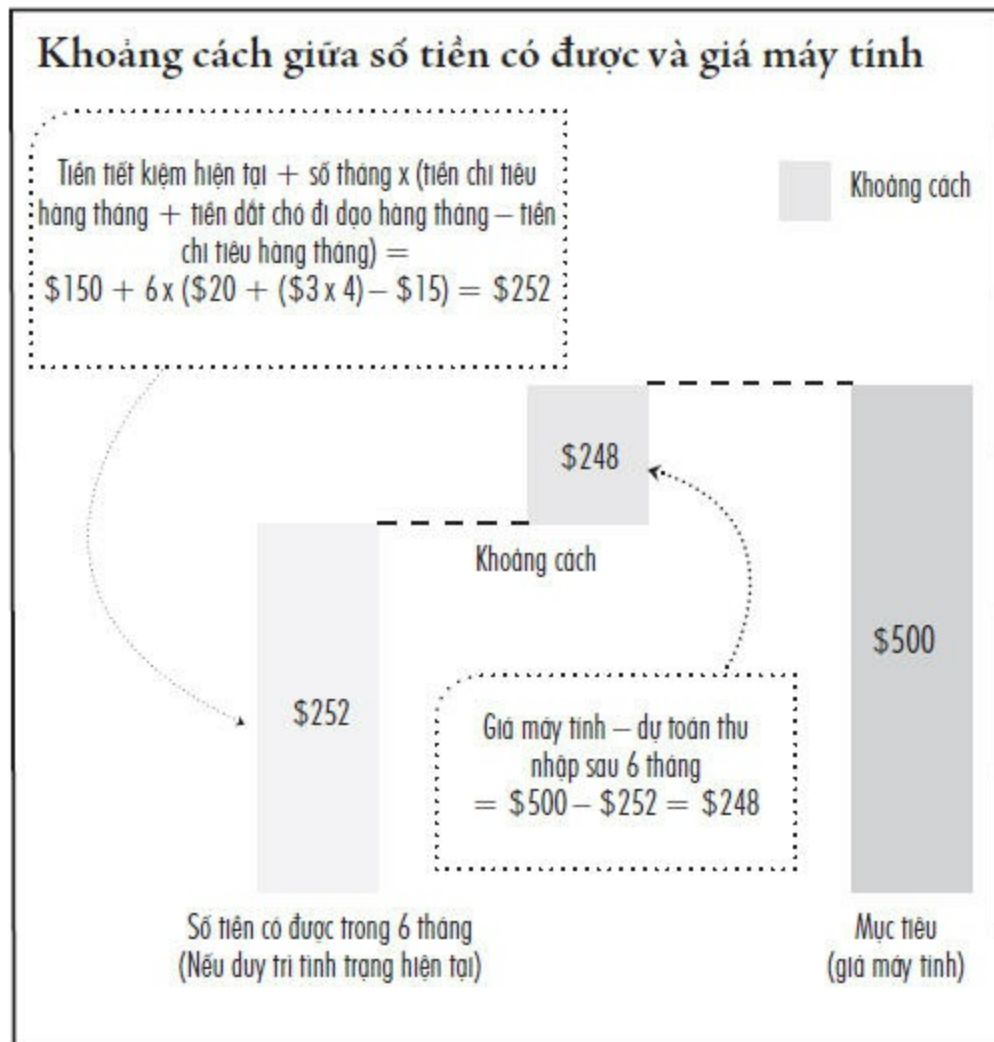 Khoảng cách giữa số tiền có được và giá máy tính
Tiền tiết kiệm hiện tại + số tháng x (tiền chi tiêu
hàng tháng + tiền dắt chó đi dạo hàng tháng – tiền
chi tiêu hàng tháng) =
$150 + 6x ($20 + ($3 x 4) – $15) = $252
Khoảng cách
$248
Khoảng cách
$500
$252
Giá máy tính – dự toán thu
nhập sau 6 tháng
= $500 – $252 = $248
Số tiền có được trong 6 tháng
(Nếu duy trì tình trạng hiện tại)
Mục tiêu
(giá máy tính)